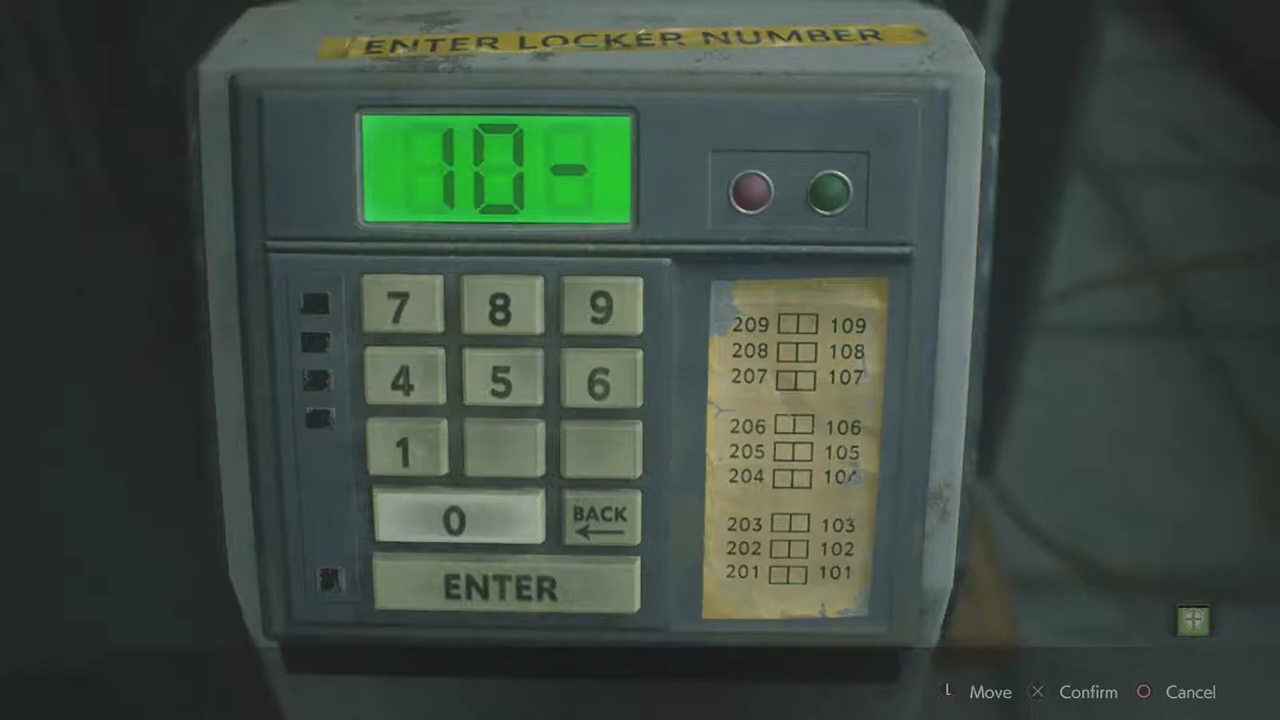 ENTER LOCKER NUMBER
10-
7 8 9
4 5 6
1
0 BACK
ENTER
209 109
208 108
207 107
206 106
205 105
204 104
203 103
202 102
201 101
L Move X Confirm O Cancel